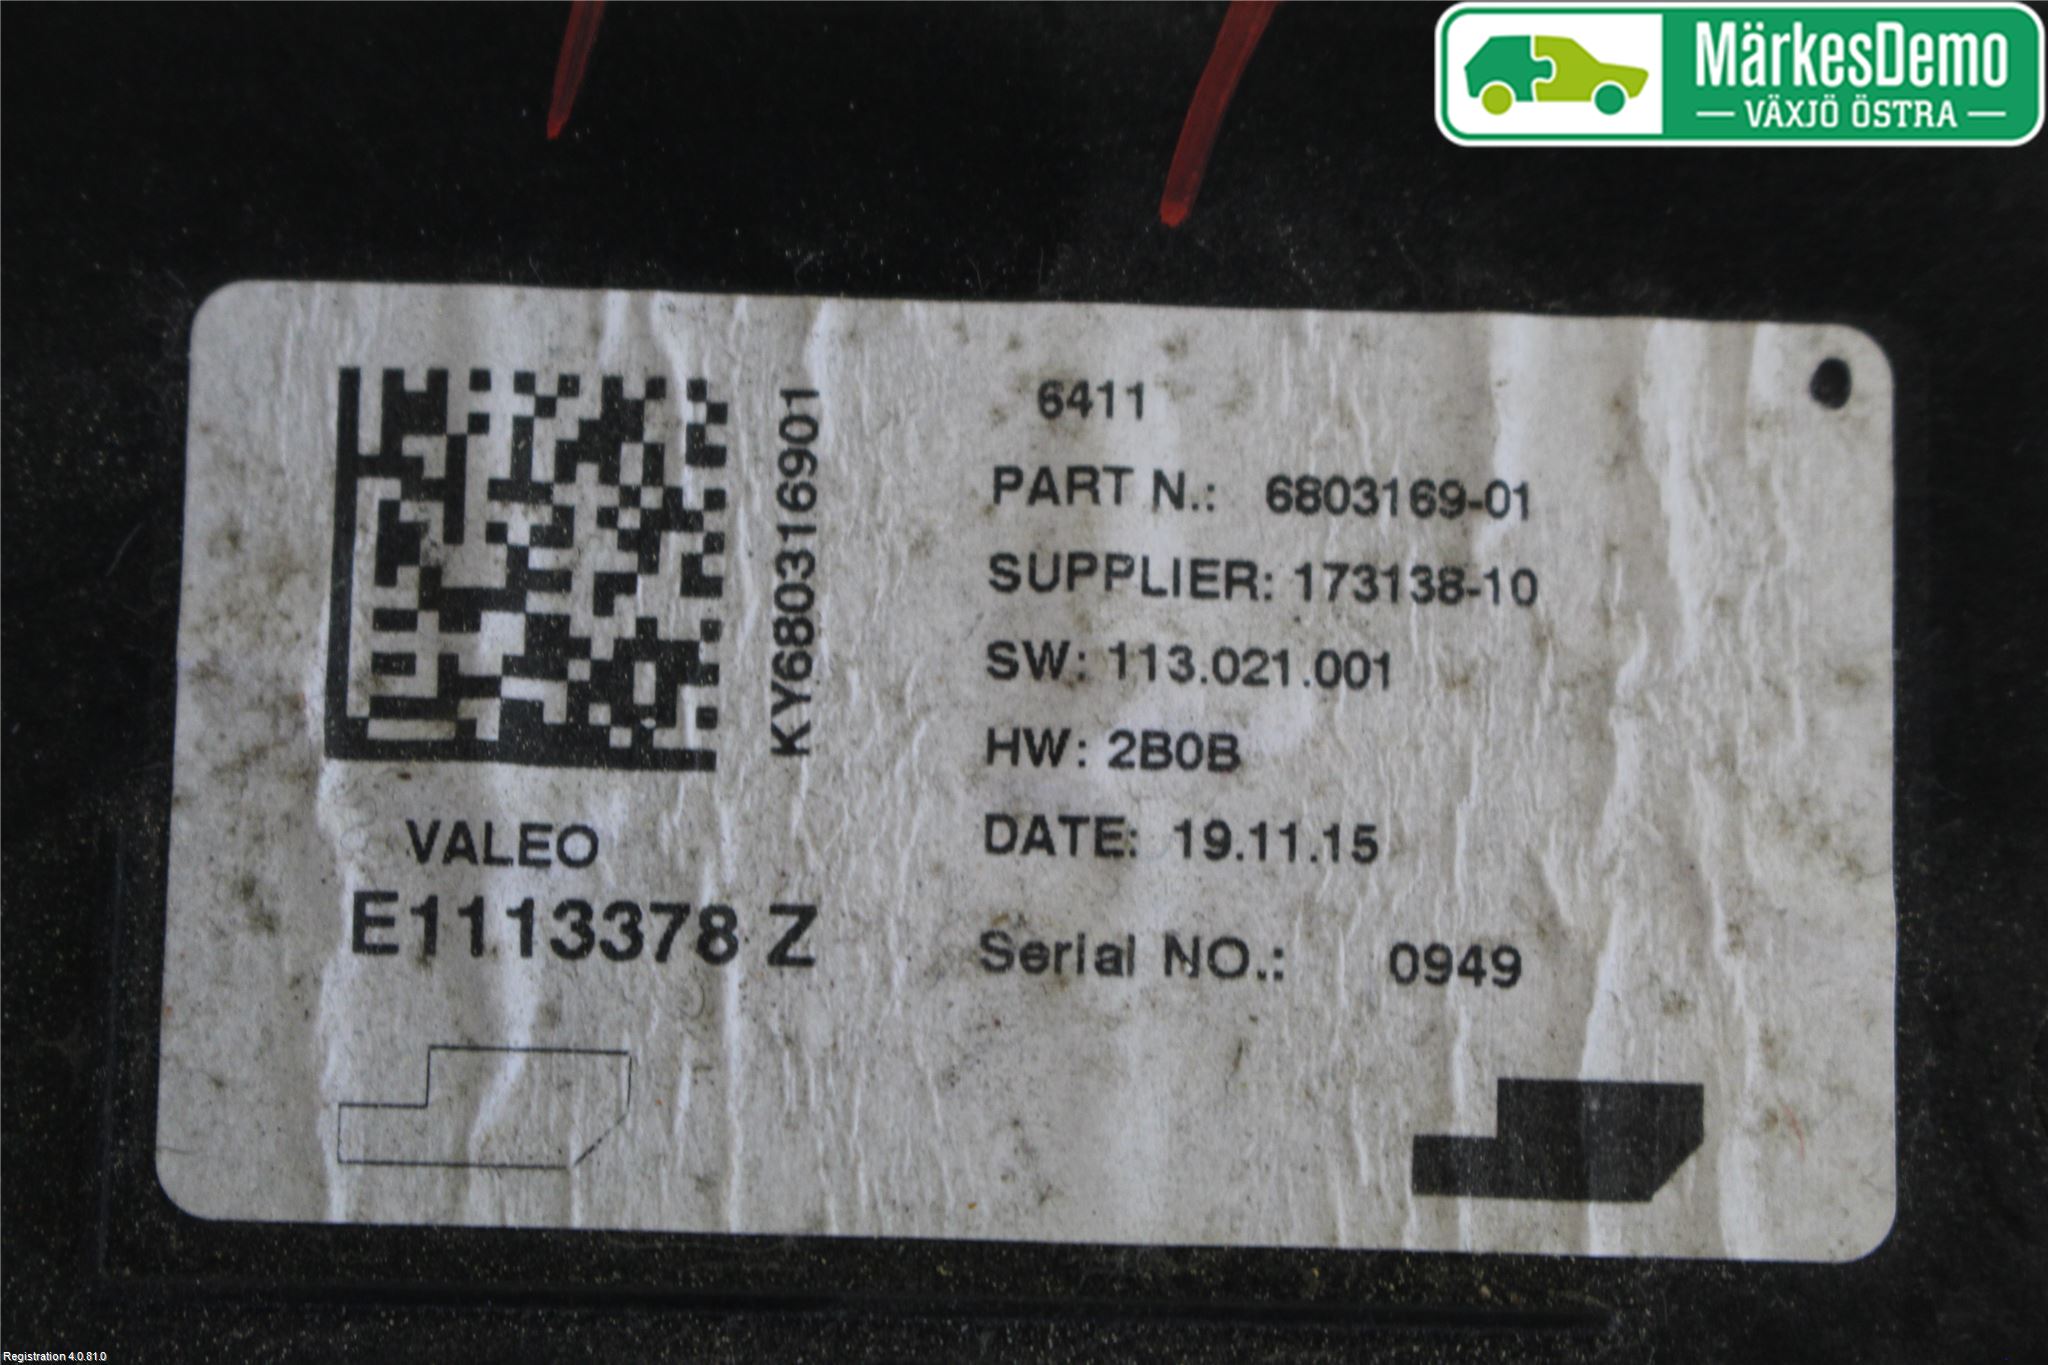 MärkesDemo
VÄXJÖ ÖSTRA
KY680316901
6411
PART N.: 6803169-01
SUPPLIER: 173138-10
SW: 113.021.001
HW: 2B0B
DATE: 19.11.15
VALEO
E1113378 Z
Serial NO.: 0949
Registration 4.0.81.0